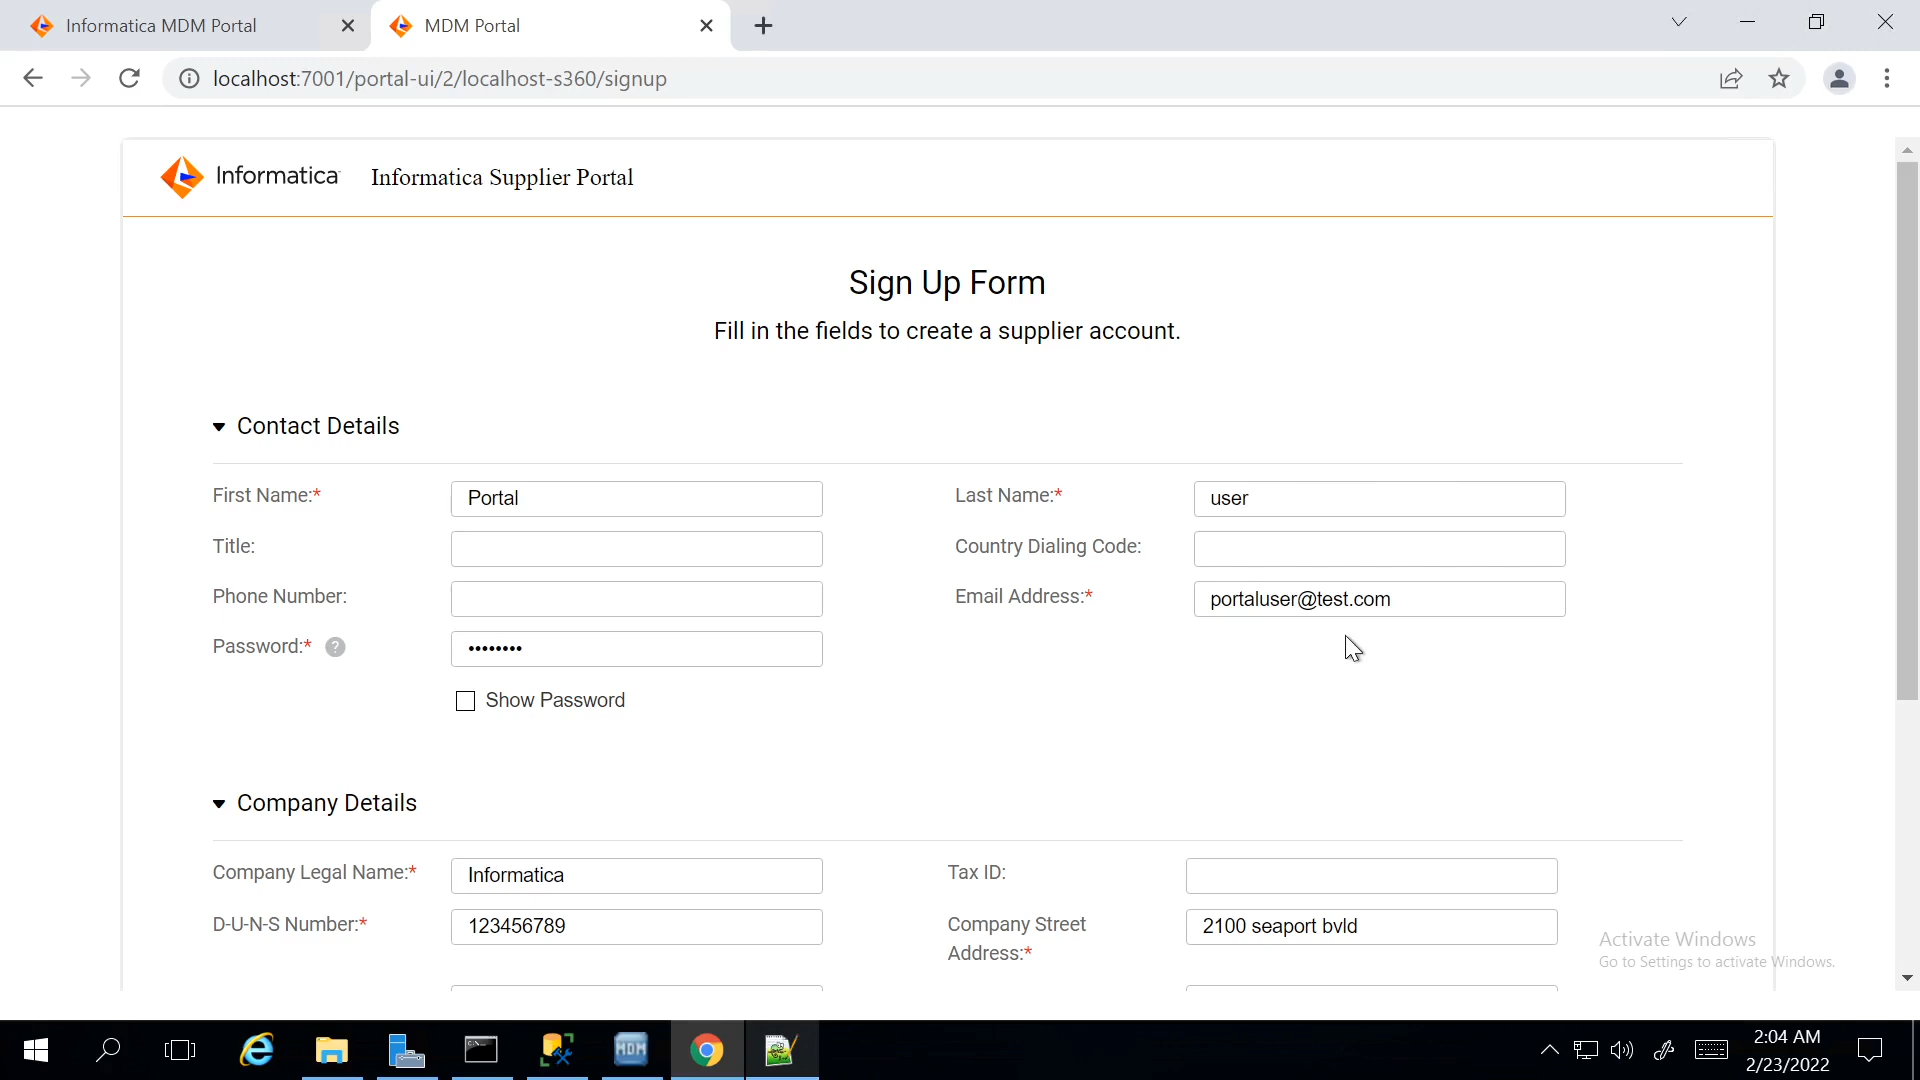 Informatica MDM Portal
MDM Portal
localhost:7001/portal-ui/2/localhost-s360/signup
Informatica
Informatica Supplier Portal
Sign Up Form
Fill in the fields to create a supplier account.
Contact Details
First Name:*
Portal
Last Name:*
user
Title:
Country Dialing Code:
Phone Number:
Email Address:*
portaluser@test.com
Password:* ?
••••••••
Show Password
Company Details
Company Legal Name:*
Informatica
Tax ID:
D-U-N-S Number:*
123456789
Company Street
Address:*
2100 seaport bvld
Activate Windows
Go to Settings to activate Windows.
MDM
2:04 AM
2/23/2022